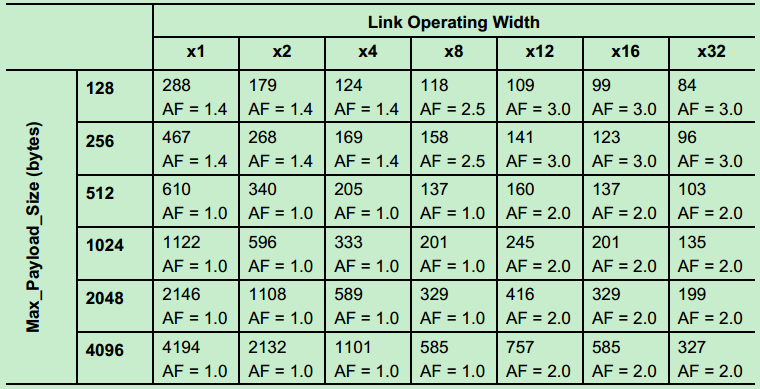 Link Operating Width
x1 x2 x4 x8 x12 x16 x32
Max_Payload_Size (bytes)
128 288 179 124 118 109 99 84
AF = 1.4 AF = 1.4 AF = 1.4 AF = 2.5 AF = 3.0 AF = 3.0 AF = 3.0
256 467 268 169 158 141 123 96
AF = 1.4 AF = 1.4 AF = 1.4 AF = 2.5 AF = 3.0 AF = 3.0 AF = 3.0
512 610 340 205 137 160 137 103
AF = 1.0 AF = 1.0 AF = 1.0 AF = 1.0 AF = 2.0 AF = 2.0 AF = 2.0
1024 1122 596 333 201 245 201 135
AF = 1.0 AF = 1.0 AF = 1.0 AF = 1.0 AF = 2.0 AF = 2.0 AF = 2.0
2048 2146 1108 589 329 416 329 199
AF = 1.0 AF = 1.0 AF = 1.0 AF = 1.0 AF = 2.0 AF = 2.0 AF = 2.0
4096 4194 2132 1101 585 757 585 327
AF = 1.0 AF = 1.0 AF = 1.0 AF = 1.0 AF = 2.0 AF = 2.0 AF = 2.0